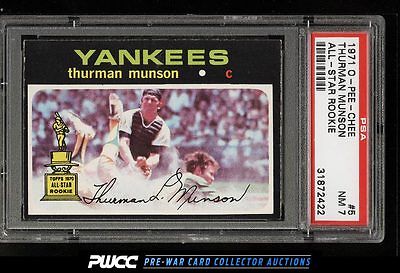 YANKEES
thurman munson • c
TOPPS 1970
ALL-STAR
ROOKIE
Thurman L. Munson
PSA
1971 O-PEE-CHEE
THURMAN MUNSON
ALL-STAR ROOKIE
#5
NM 7
31872422
PWCC PRE-WAR CARD COLLECTOR AUCTIONS